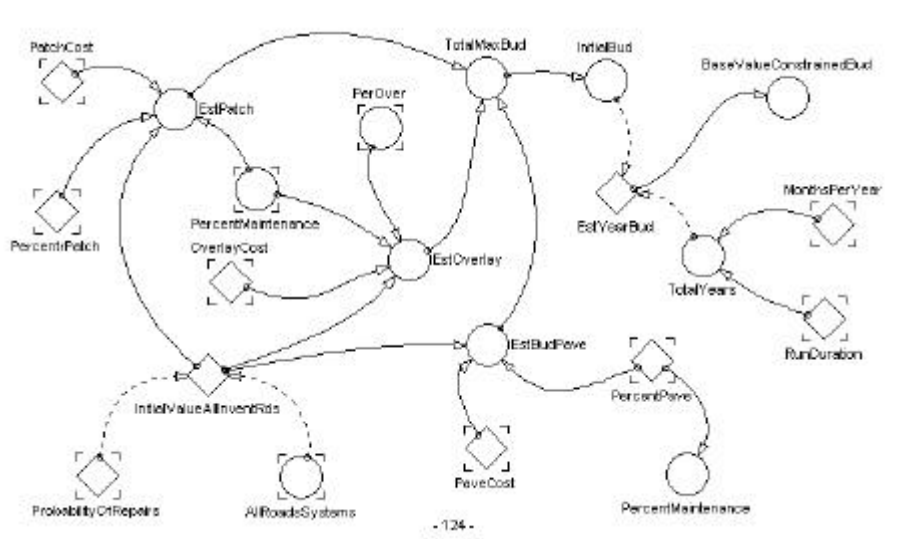 PatchCost
TotalMaxBud
InitialBud
BaseValueConstrainedBud
EstPatch
PerOver
MonthsPerYear
PercentrPatch
PercentMaintenance
EstYearBud
OverlayCost
EstOverlay
TotalYears
EstBudPave
RunDuration
PercentPave
InitialValueAllInventRds
PaveCost
ProbabilityOfRepairs
AllRoadsSystems
PercentMaintenance
- 124 -